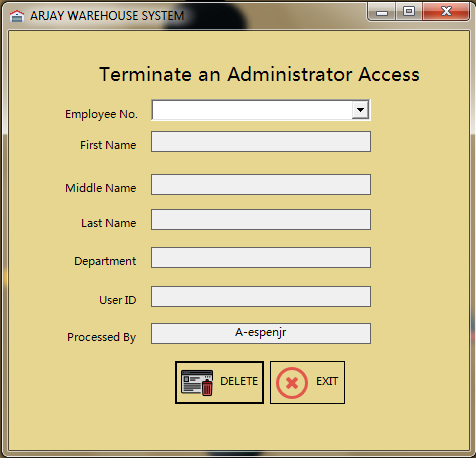 ARJAY WAREHOUSE SYSTEM
Terminate an Administrator Access
Employee No.
First Name
Middle Name
Last Name
Department
User ID
Processed By A-espenjr
DELETE EXIT